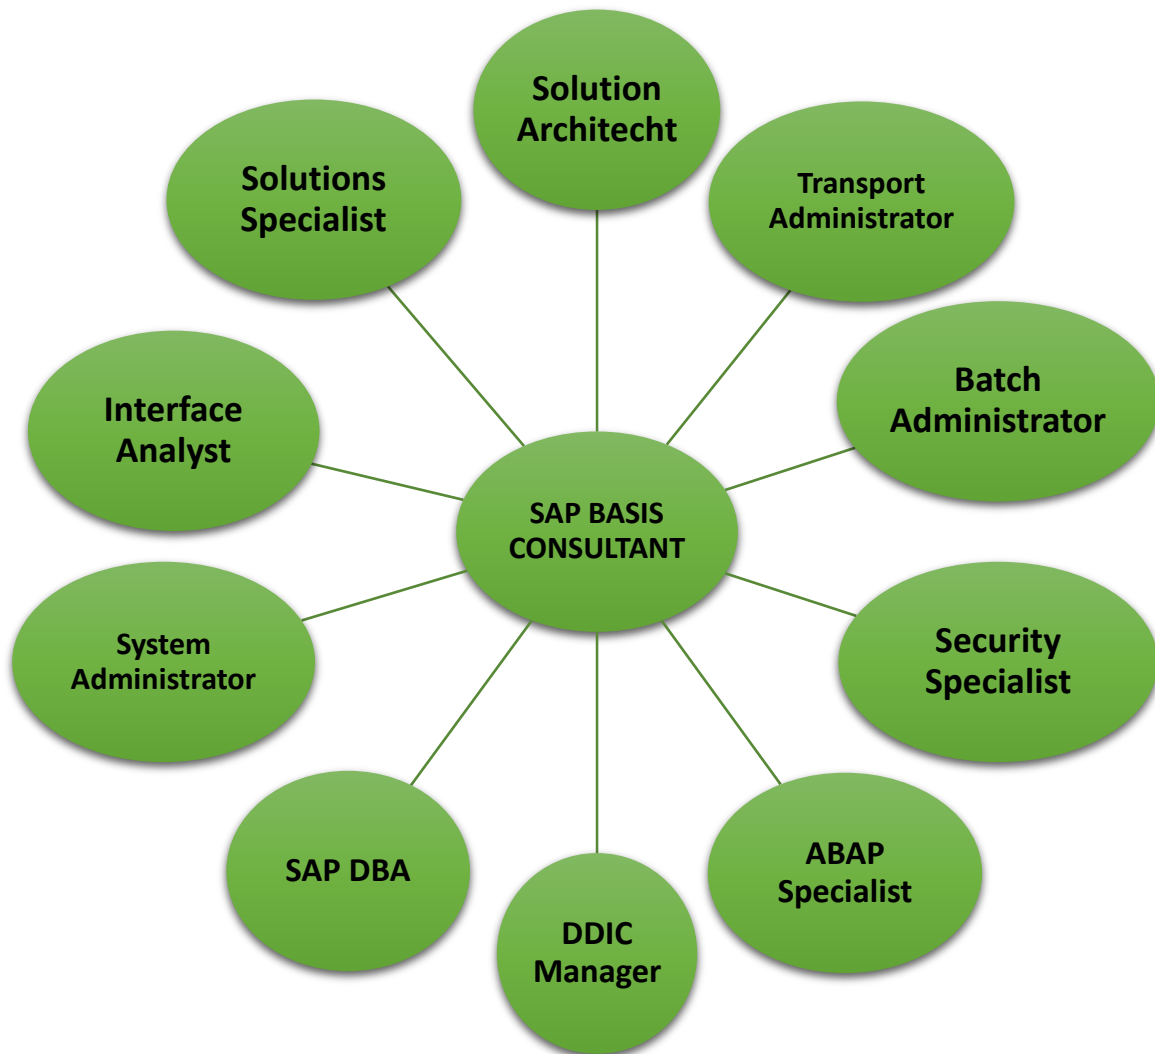 Solution
Architecht
Solutions
Specialist
Transport
Administrator
Interface
Analyst
Batch
Administrator
SAP BASIS
CONSULTANT
System
Administrator
Security
Specialist
SAP DBA
ABAP
Specialist
DDIC
Manager